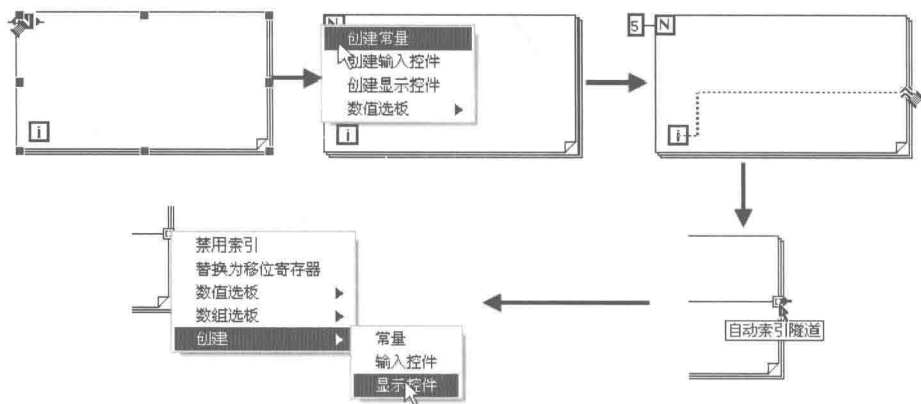 N
i
N
创建常量
创建输入控件
创建显示控件
数值选板
i
5 N
i
自动索引隧道
禁用索引
替换为移位寄存器
数值选板
数组选板
创建
常量
输入控件
显示控件